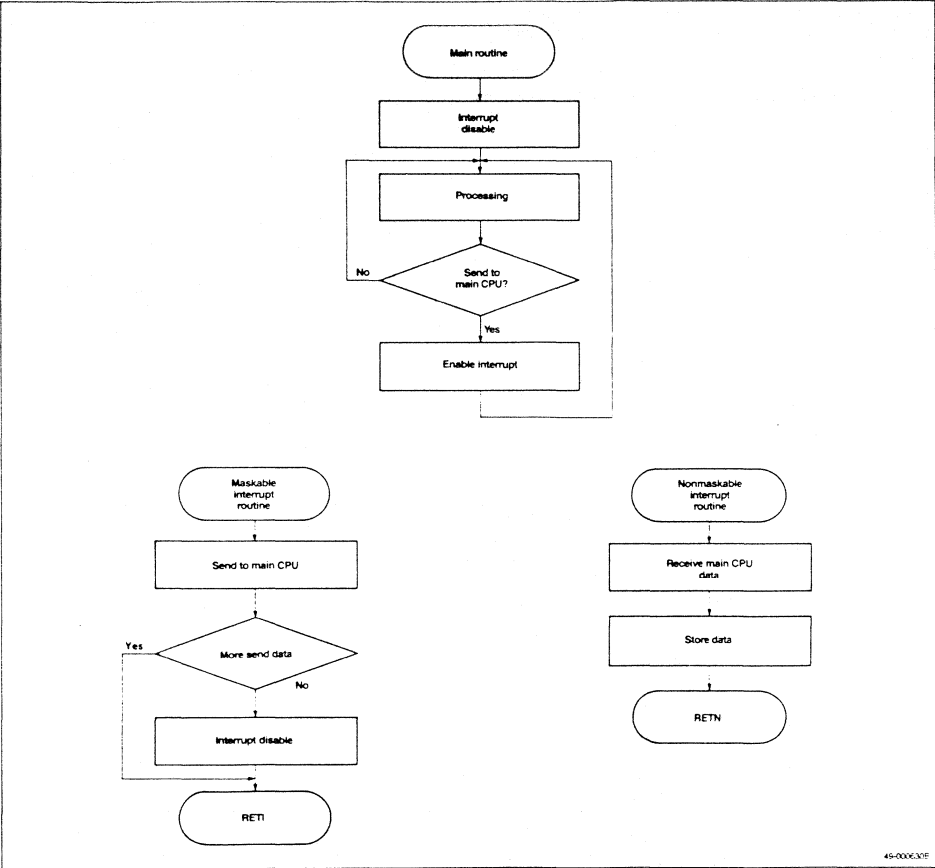 Main routine
Interrupt
disable
Processing
No
Send to
main CPU?
Yes
Enable interrupt
Maskable
interrupt
routine
Send to main CPU
Yes
More send data
No
Interrupt disable
RETI
Nonmaskable
interrupt
routine
Receive main CPU
data
Store data
RETN